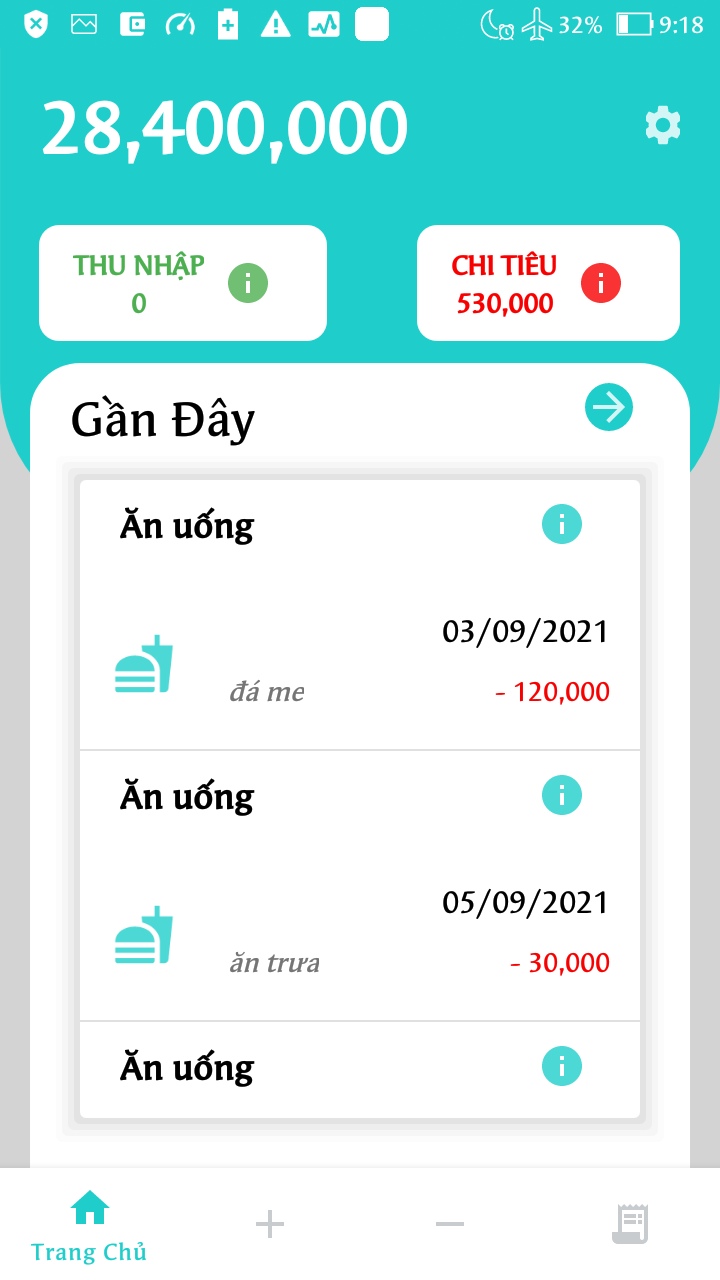 32% 9:18
28,400,000
THU NHẬP
0
CHI TIÊU
530,000
Gần Đây
Ăn uống
03/09/2021
đá me
- 120,000
Ăn uống
05/09/2021
ăn trưa
- 30,000
Ăn uống
Trang Chủ